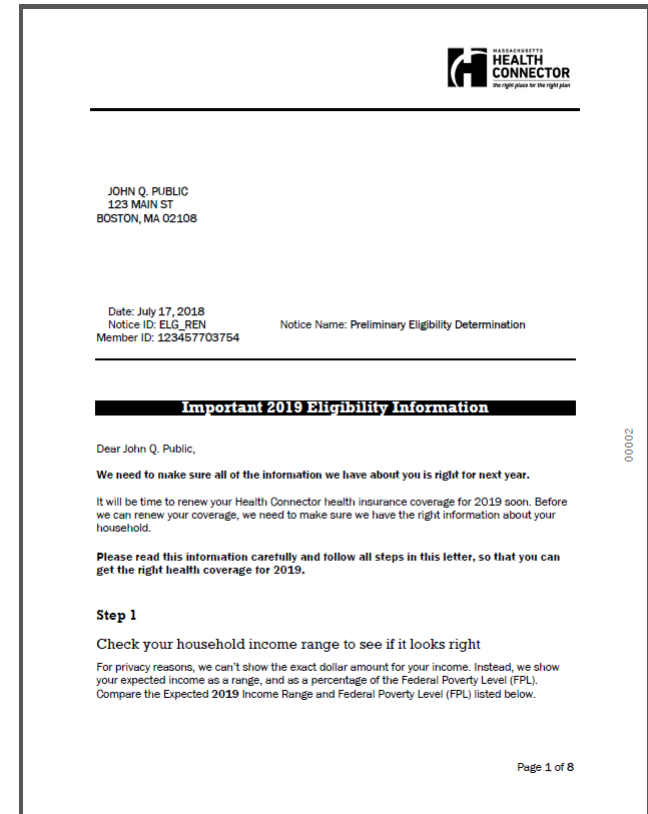 MASSACHUSETTS
HEALTH
CONNECTOR
the right place for the right plan
JOHN Q. PUBLIC
123 MAIN ST
BOSTON, MA 02108
Date: July 17, 2018
Notice ID: ELG_REN Notice Name: Preliminary Eligibility Determination
Member ID: 123457703754
Important 2019 Eligibility Information
00002
Dear John Q. Public,
We need to make sure all of the information we have about you is right for next year.
It will be time to renew your Health Connector health insurance coverage for 2019 soon. Before
we can renew your coverage, we need to make sure we have the right information about your
household.
Please read this information carefully and follow all steps in this letter, so that you can
get the right health coverage for 2019.
Step 1
Check your household income range to see if it looks right
For privacy reasons, we can't show the exact dollar amount for your income. Instead, we show
your expected income as a range, and as a percentage of the Federal Poverty Level (FPL).
Compare the Expected 2019 Income Range and Federal Poverty Level (FPL) listed below.
Page 1 of 8